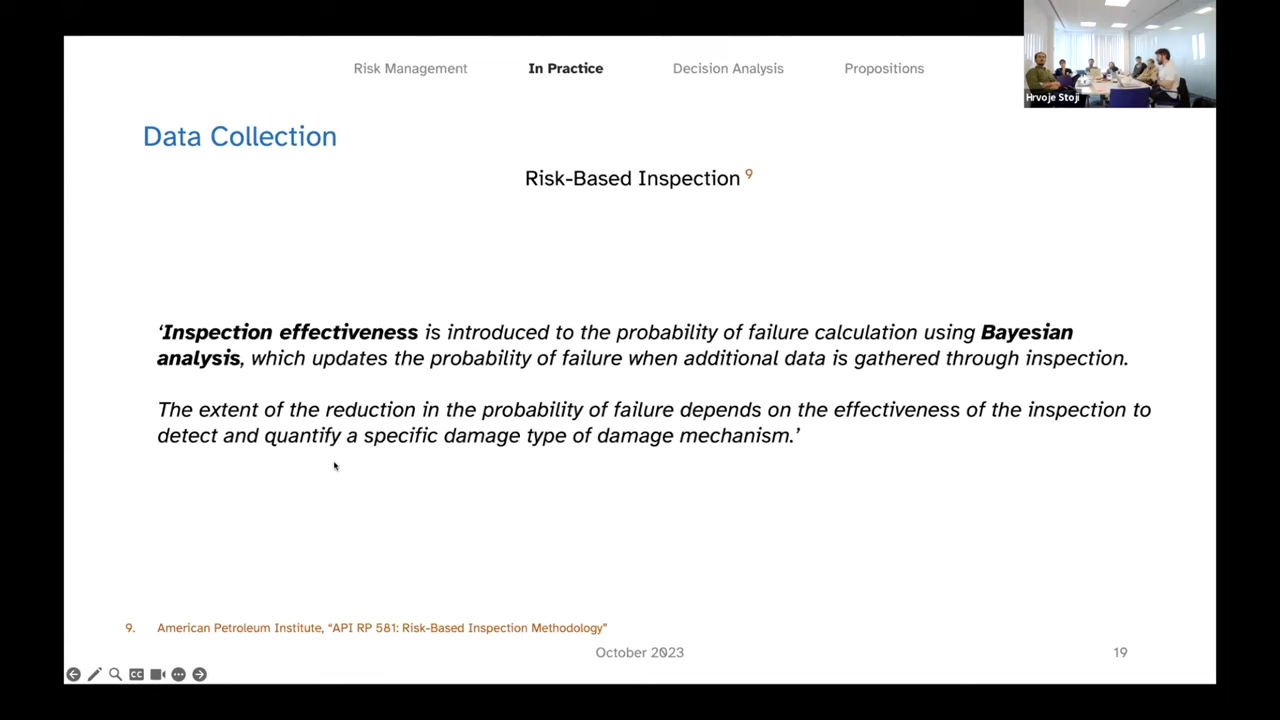 Risk Management In Practice Decision Analysis Propositions
Hrvoje Stoji
Data Collection
Risk-Based Inspection 9
‘Inspection effectiveness is introduced to the probability of failure calculation using Bayesian
analysis, which updates the probability of failure when additional data is gathered through inspection.
The extent of the reduction in the probability of failure depends on the effectiveness of the inspection to
detect and quantify a specific damage type of damage mechanism.’
9. American Petroleum Institute, “API RP 581: Risk-Based Inspection Methodology”
October 2023 19
CC